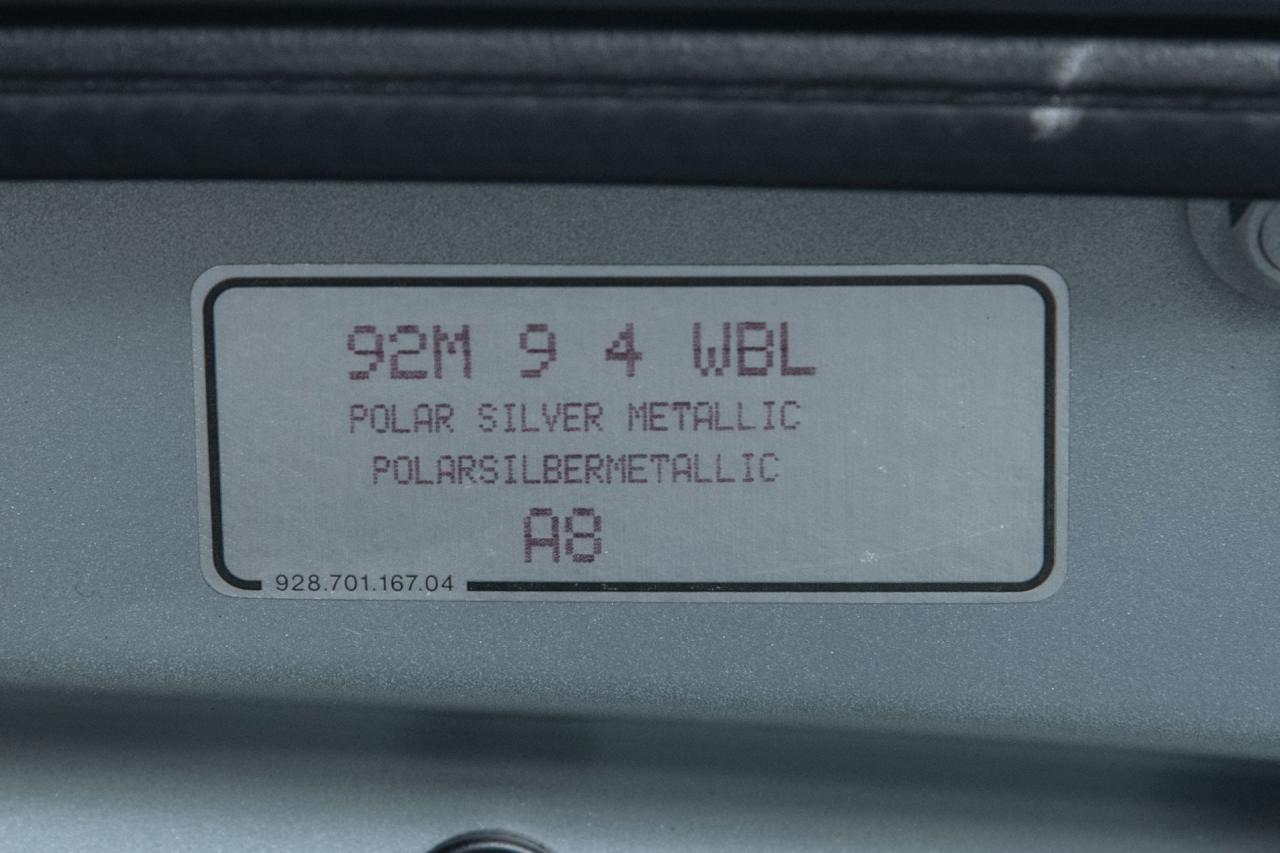 92M 9 4 WBL
POLAR SILVER METALLIC
POLARSILBERMETALLIC
A8
928.701.167.04